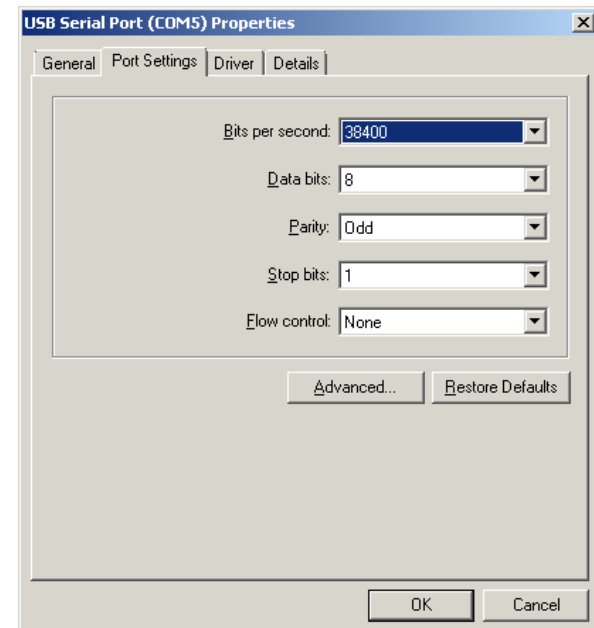 USB Serial Port (COM5) Properties
General Port Settings Driver Details
Bits per second: 38400
Data bits: 8
Parity: Odd
Stop bits: 1
Flow control: None
Advanced... Restore Defaults
OK Cancel